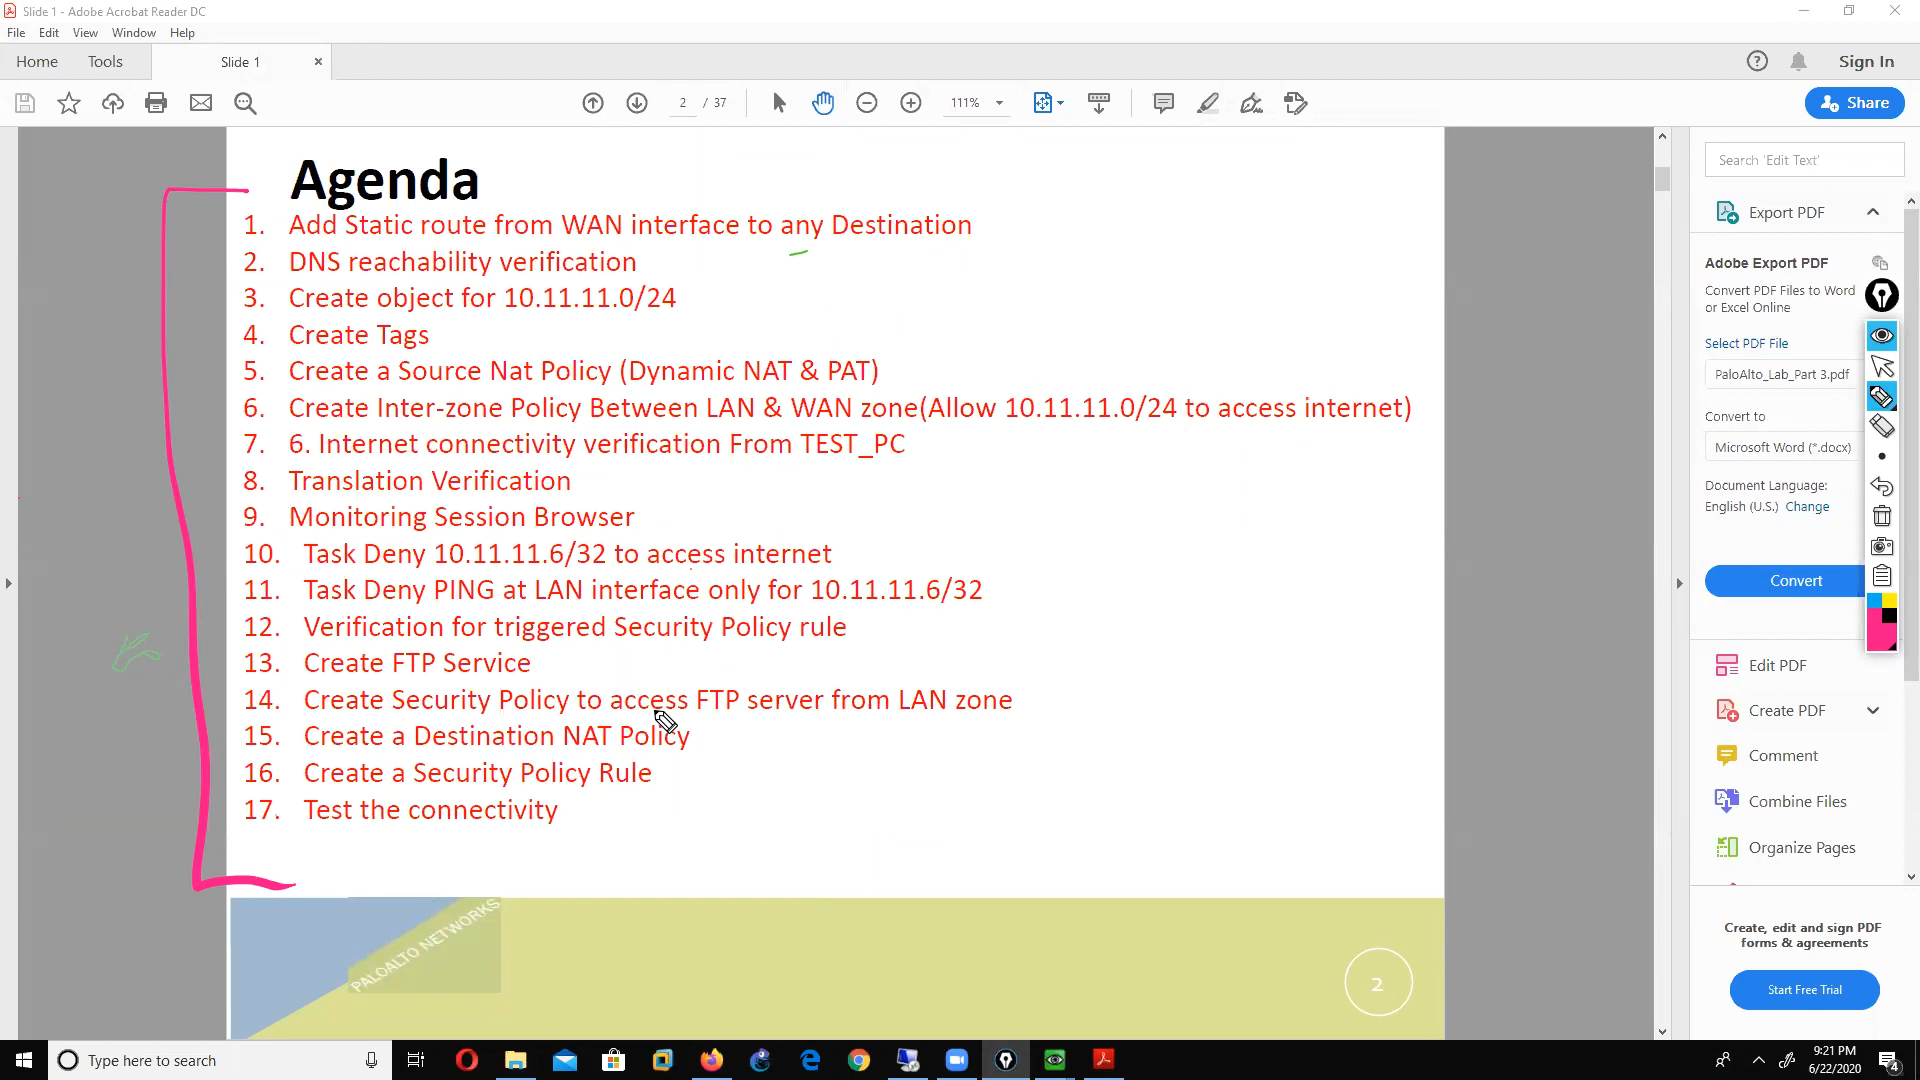 Slide 1 - Adobe Acrobat Reader DC
File Edit View Window Help
Home Tools Slide 1 Sign In
2 / 37 111% Share
Agenda
1. Add Static route from WAN interface to any Destination
2. DNS reachability verification
3. Create object for 10.11.11.0/24
4. Create Tags
5. Create a Source Nat Policy (Dynamic NAT & PAT)
6. Create Inter-zone Policy Between LAN & WAN zone(Allow 10.11.11.0/24 to access internet)
7. 6. Internet connectivity verification From TEST_PC
8. Translation Verification
9. Monitoring Session Browser
10. Task Deny 10.11.11.6/32 to access internet
11. Task Deny PING at LAN interface only for 10.11.11.6/32
12. Verification for triggered Security Policy rule
13. Create FTP Service
14. Create Security Policy to access FTP server from LAN zone
15. Create a Destination NAT Policy
16. Create a Security Policy Rule
17. Test the connectivity
PALOALTO NETWORKS
2
Search 'Edit Text'
Export PDF
Adobe Export PDF
Convert PDF Files to Word
or Excel Online
Select PDF File
PaloAlto_Lab_Part 3.pdf
Convert to
Microsoft Word (*.docx)
Document Language:
English (U.S.) Change
Convert
Edit PDF
Create PDF
Comment
Combine Files
Organize Pages
Create, edit and sign PDF
forms & agreements
Start Free Trial
Type here to search
9:21 PM
6/22/2020
4